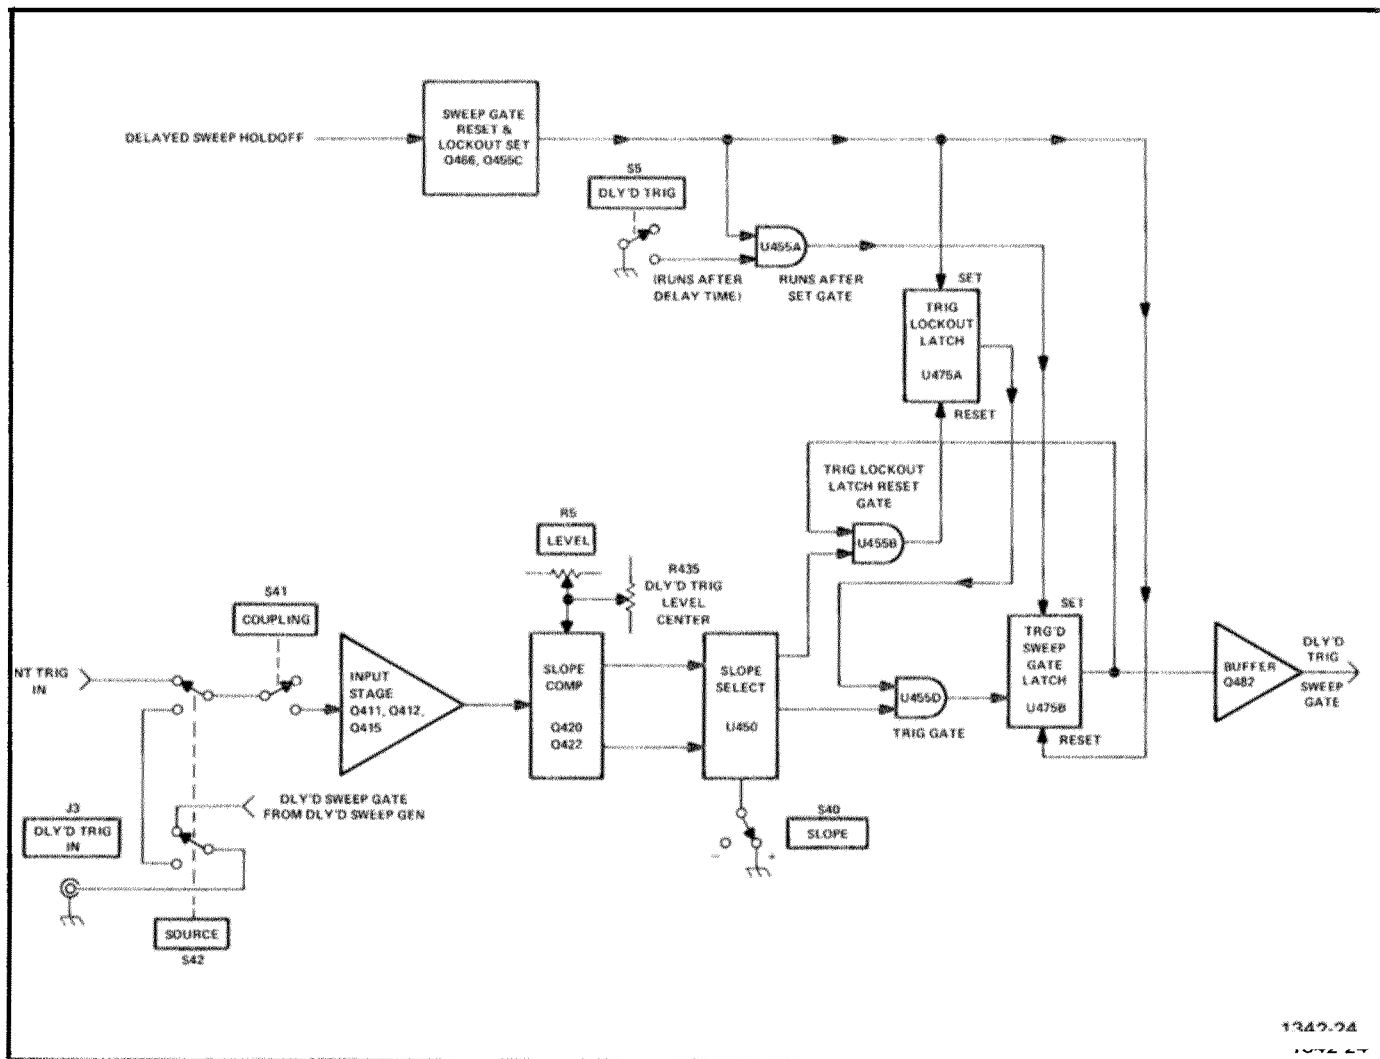 SWEEP GATE
RESET &
LOCKOUT SET
Q466, Q455C
DELAYED SWEEP HOLDOFF
S5
DLY'D TRIG
U455A
(RUNS AFTER
DELAY TIME)
RUNS AFTER
SET GATE
SET
TRIG
LOCKOUT
LATCH
U475A
RESET
TRIG LOCKOUT
LATCH RESET
GATE
U455B
R5
LEVEL
R435
DLY'D TRIG
LEVEL
CENTER
S41
COUPLING
NT TRIG
IN
INPUT
STAGE
Q411, Q412,
Q415
SLOPE
COMP
Q420
Q422
SLOPE
SELECT
U450
U455D
TRIG GATE
SET
TRG'D
SWEEP
GATE
LATCH
U475B
RESET
BUFFER
Q482
DLY'D
TRIG
SWEEP
GATE
DLY'D SWEEP GATE
FROM DLY'D SWEEP GEN
J3
DLY'D TRIG
IN
S40
SLOPE
- +
SOURCE
S42
1342-24